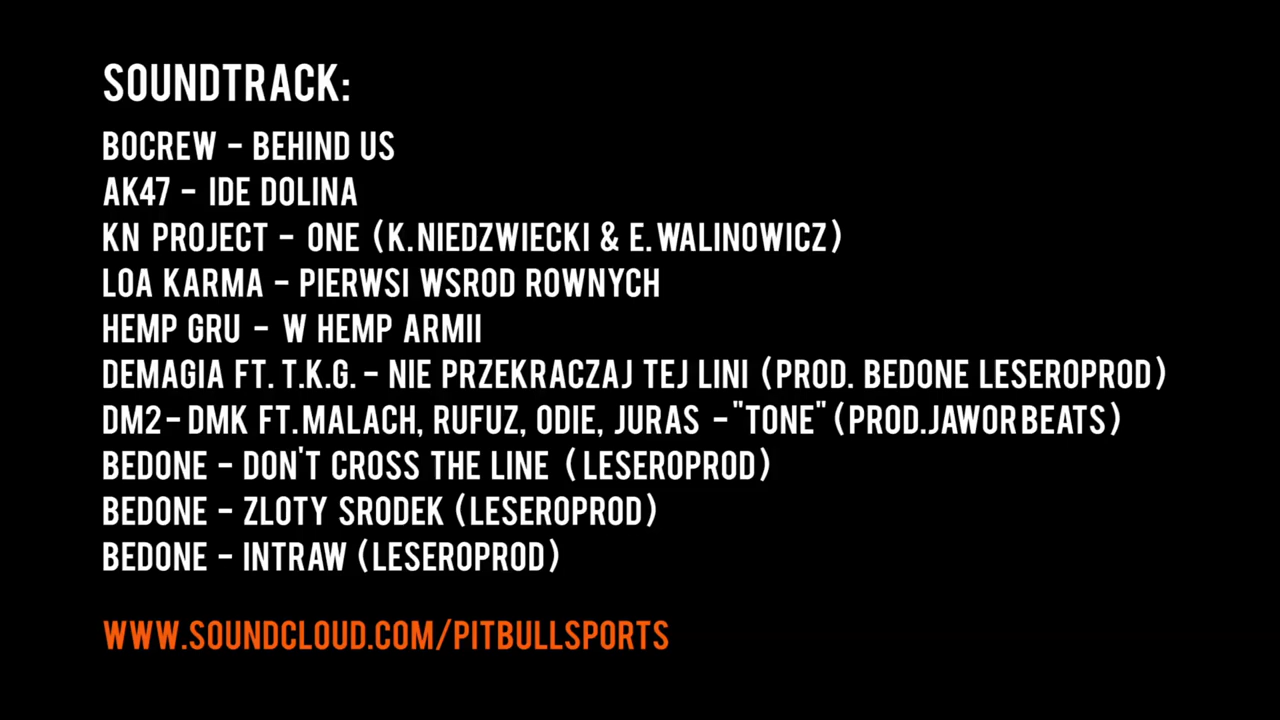 SOUNDTRACK:
BOCREW - BEHIND US
AK47 - IDE DOLINA
KN PROJECT - ONE (K.NIEDZWIECKI & E.WALINOWICZ)
LOA KARMA - PIERWSI WSROD ROWNYCH
HEMP GRU - W HEMP ARMII
DEMAGIA FT. T.K.G. - NIE PRZEKRACZAJ TEJ LINI (PROD. BEDONE LESEROPROD)
DM2-DMK FT.MALACH, RUFUZ, ODIE, JURAS -"TONE"(PROD.JAWORBEATS)
BEDONE - DON'T CROSS THE LINE (LESEROPROD)
BEDONE - ZLOTY SRODEK (LESEROPROD)
BEDONE - INTRAW (LESEROPROD)
WWW.SOUNDCLOUD.COM/PITBULLSPORTS